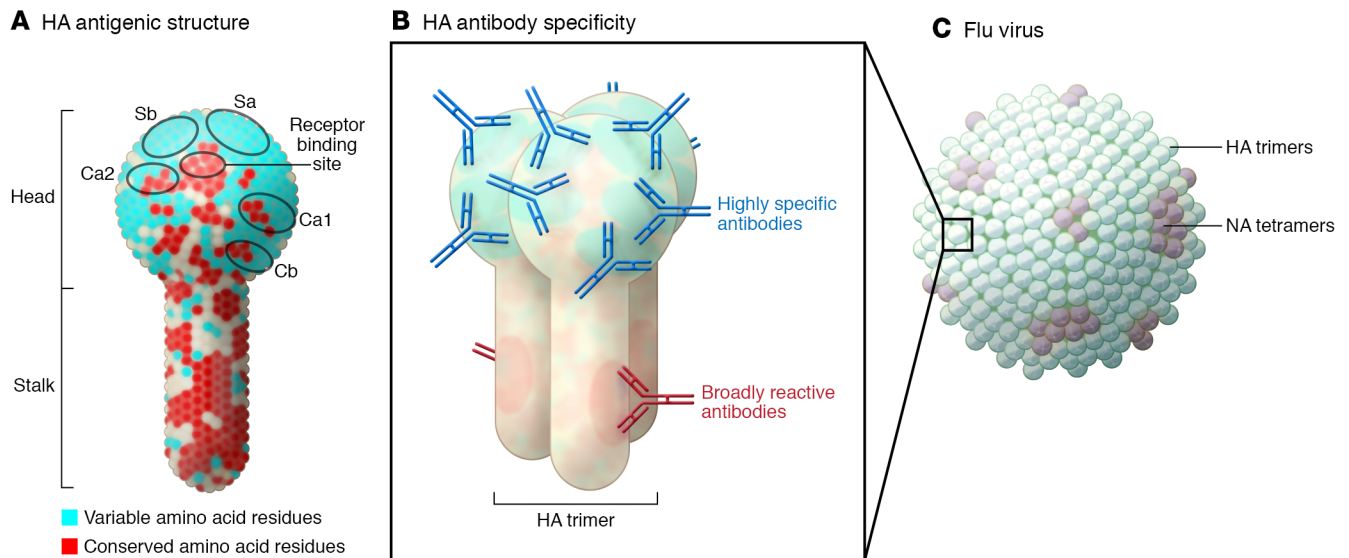 A HA antigenic structure
Sb
Sa
Receptor
binding
site
Ca2
Head
Ca1
Cb
Stalk
Variable amino acid residues
Conserved amino acid residues
B HA antibody specificity
Highly specific
antibodies
Broadly reactive
antibodies
HA trimer
C Flu virus
HA trimers
NA tetramers